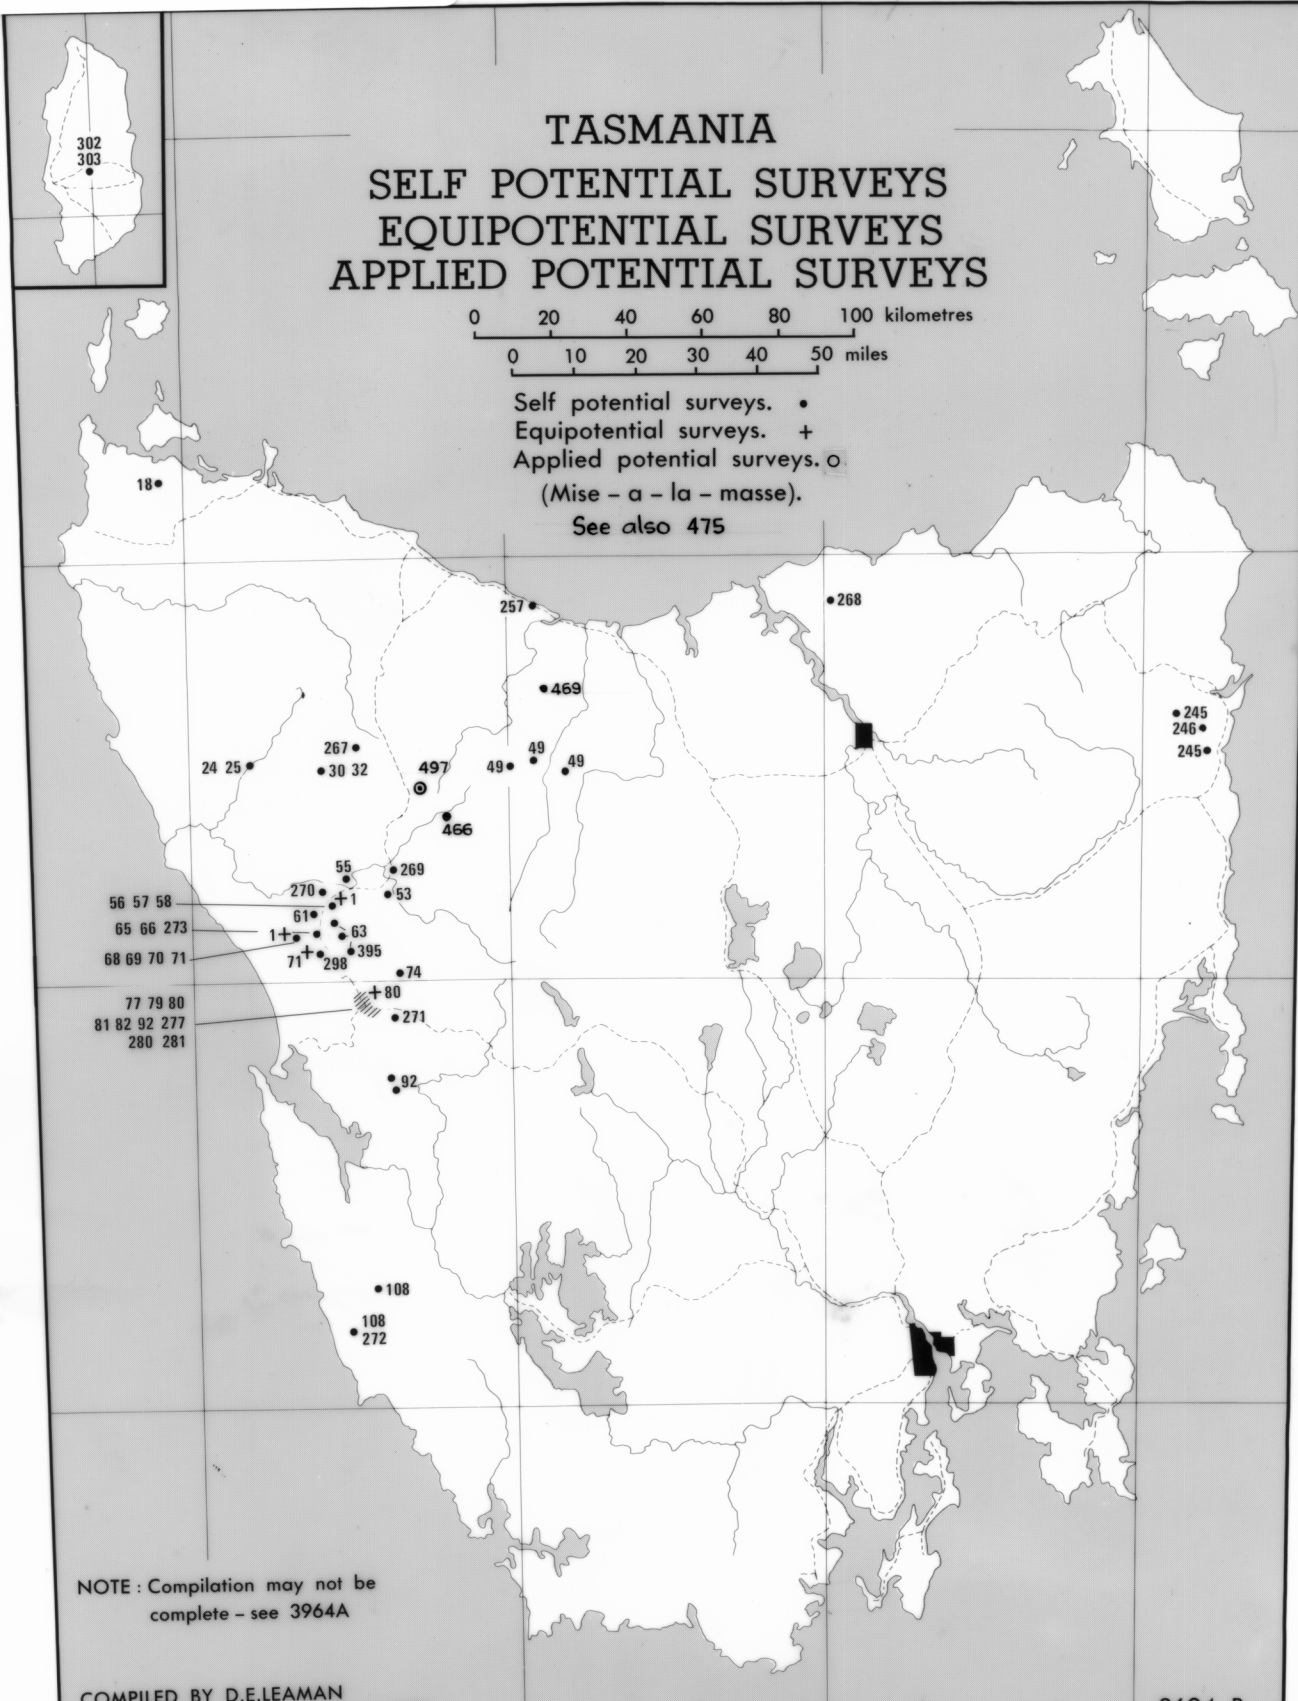 302
303
TASMANIA
SELF POTENTIAL SURVEYS
EQUIPOTENTIAL SURVEYS
APPLIED POTENTIAL SURVEYS
0 20 40 60 80 100 kilometres
0 10 20 30 40 50 miles
Self potential surveys. •
Equipotential surveys. +
Applied potential surveys. o
(Mise - a - la - masse).
See also 475
18
257
268
469
245
246
245
267
24 25
30 32
497
49
49
49
466
55
269
270
1
53
56 57 58
61
65 66 273
1
63
68 69 70 71
71
298
395
74
77 79 80
80
81 82 92 277
271
280 281
92
108
108
272
NOTE : Compilation may not be
complete - see 3964A
COMPILED BY D.E.LEAMAN